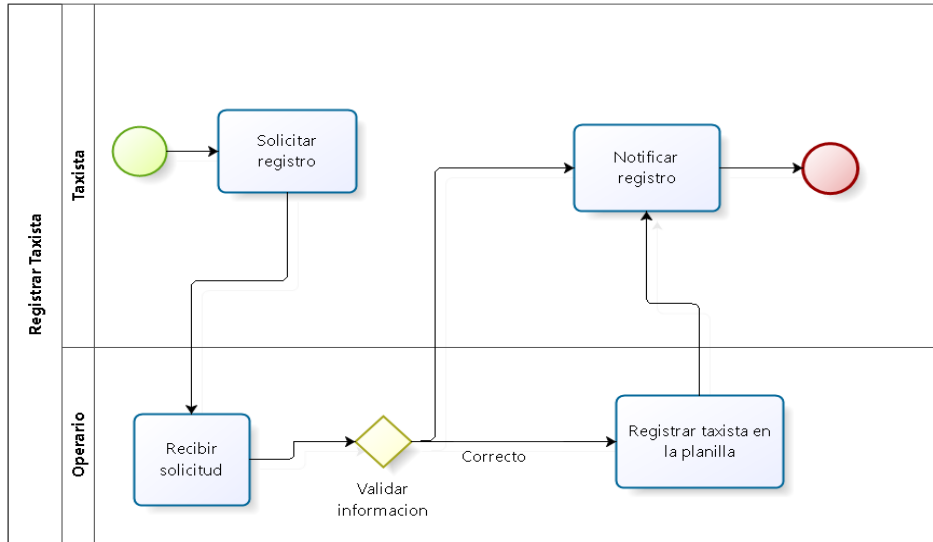 Registrar Taxista
Taxista
Solicitar
registro
Notificar
registro
Operario
Recibir
solicitud
Validar
informacion
Correcto
Registrar taxista en
la planilla